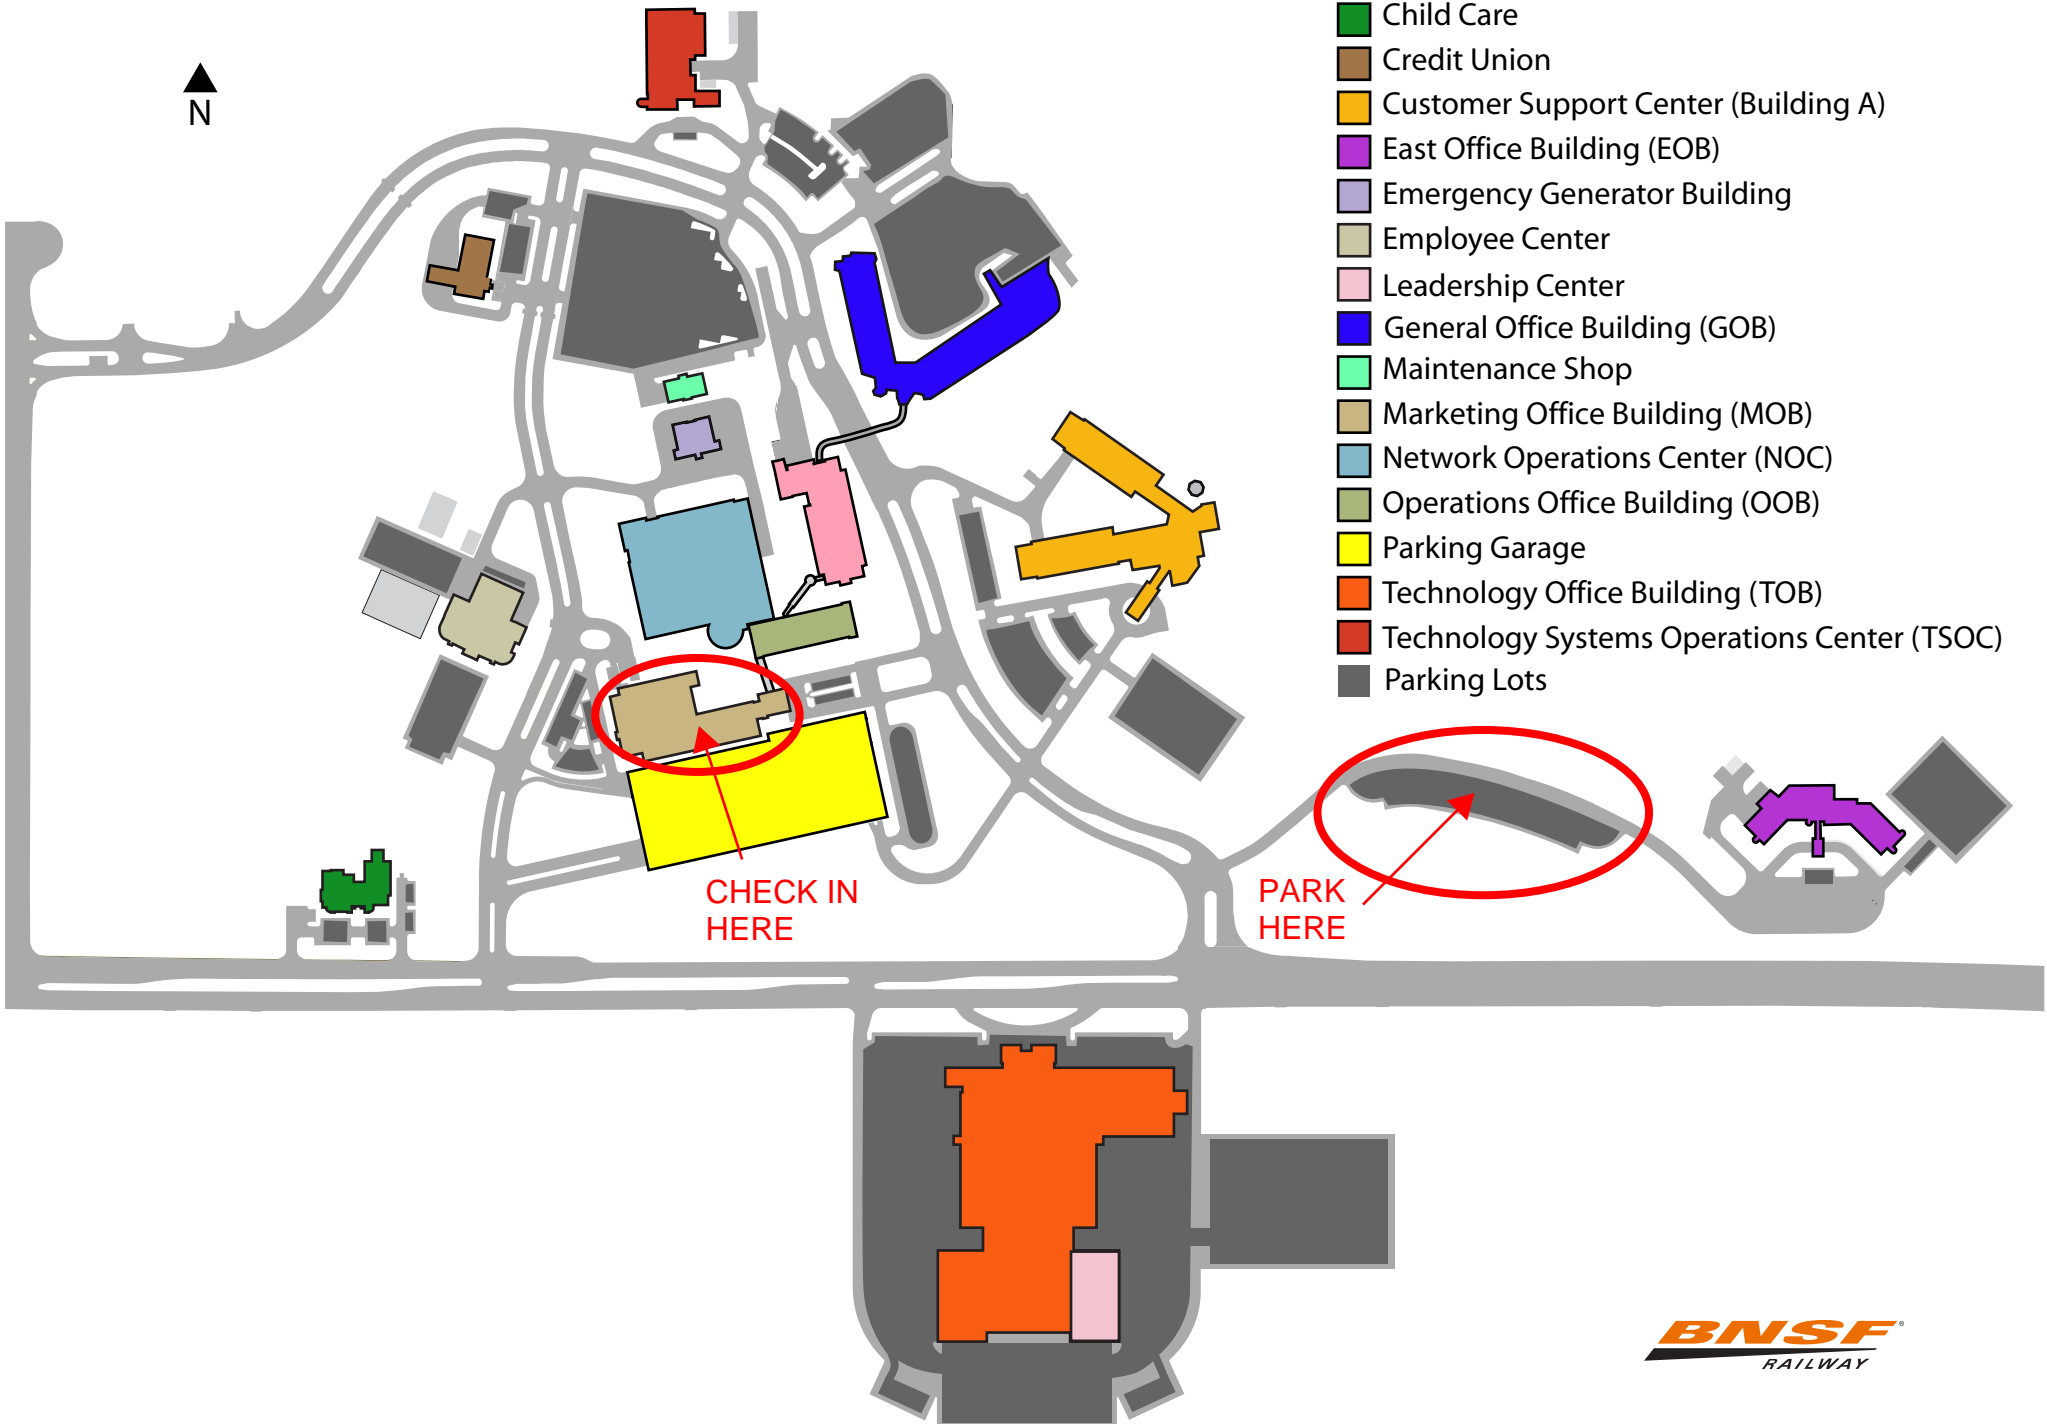 N
Child Care
Credit Union
Customer Support Center (Building A)
East Office Building (EOB)
Emergency Generator Building
Employee Center
Leadership Center
General Office Building (GOB)
Maintenance Shop
Marketing Office Building (MOB)
Network Operations Center (NOC)
Operations Office Building (OOB)
Parking Garage
Technology Office Building (TOB)
Technology Systems Operations Center (TSOC)
Parking Lots
CHECK IN
HERE
PARK
HERE
BNSF®
RAILWAY